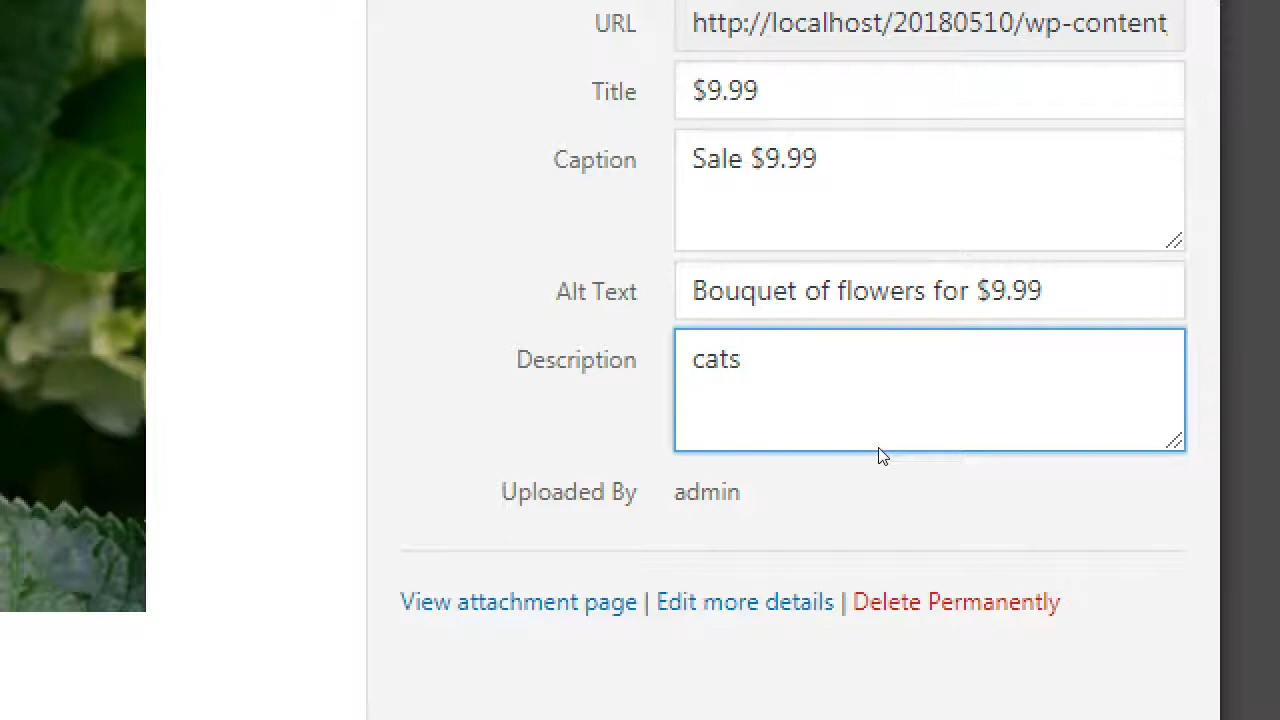 URL http://localhost/20180510/wp-content
Title $9.99
Caption Sale $9.99
Alt Text Bouquet of flowers for $9.99
Description cats
Uploaded By admin
View attachment page | Edit more details | Delete Permanently